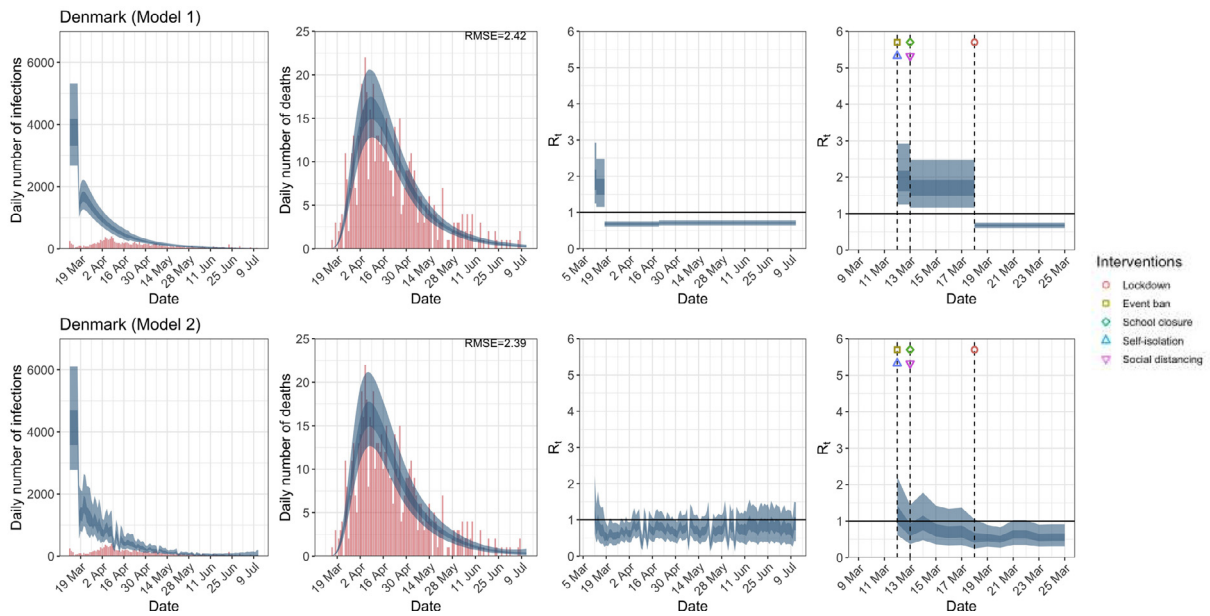 Denmark (Model 1)
Daily number of infections
6000
4000
2000
0
19 Mar
2 Apr
16 Apr
30 Apr
14 May
28 May
11 Jun
25 Jun
9 Jul
Date
Daily number of deaths
25
20
15
10
5
0
RMSE=2.42
19 Mar
2 Apr
16 Apr
30 Apr
14 May
28 May
11 Jun
25 Jun
9 Jul
Date
Rt
6
5
4
3
2
1
0
5 Mar
19 Mar
2 Apr
16 Apr
30 Apr
14 May
28 May
11 Jun
25 Jun
9 Jul
Date
Rt
6
5
4
3
2
1
0
9 Mar
11 Mar
13 Mar
15 Mar
17 Mar
19 Mar
21 Mar
23 Mar
25 Mar
Date
Interventions
Lockdown
Event ban
School closure
Self-isolation
Social distancing
Denmark (Model 2)
Daily number of infections
6000
4000
2000
0
19 Mar
2 Apr
16 Apr
30 Apr
14 May
28 May
11 Jun
25 Jun
9 Jul
Date
Daily number of deaths
25
20
15
10
5
0
RMSE=2.39
19 Mar
2 Apr
16 Apr
30 Apr
14 May
28 May
11 Jun
25 Jun
9 Jul
Date
Rt
6
5
4
3
2
1
0
5 Mar
19 Mar
2 Apr
16 Apr
30 Apr
14 May
28 May
11 Jun
25 Jun
9 Jul
Date
Rt
6
5
4
3
2
1
0
9 Mar
11 Mar
13 Mar
15 Mar
17 Mar
19 Mar
21 Mar
23 Mar
25 Mar
Date